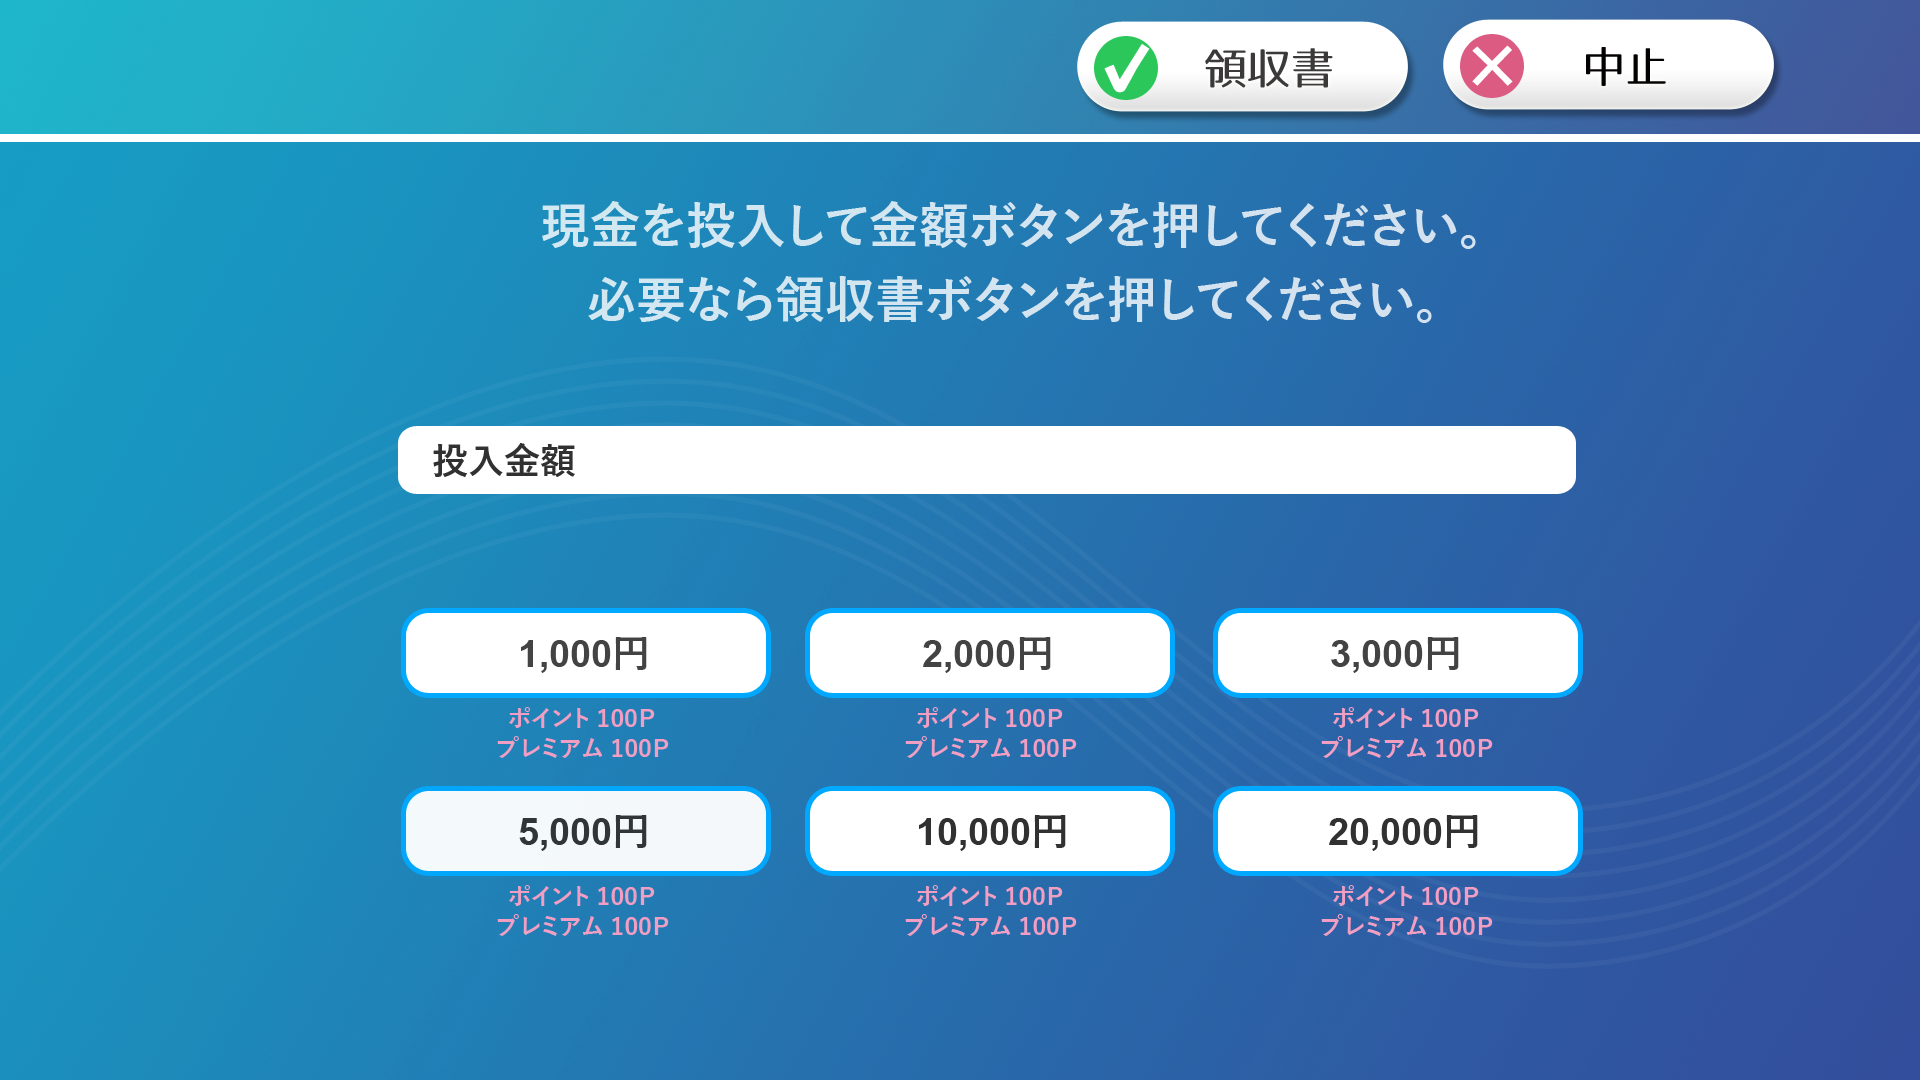 領収書
中止
現金を投入して金額ボタンを押してください。
必要なら領収書ボタンを押してください。
投入金額
1,000円
2,000円
3,000円
ポイント 100P
プレミアム 100P
ポイント 100P
プレミアム 100P
ポイント 100P
プレミアム 100P
5,000円
10,000円
20,000円
ポイント 100P
プレミアム 100P
ポイント 100P
プレミアム 100P
ポイント 100P
プレミアム 100P